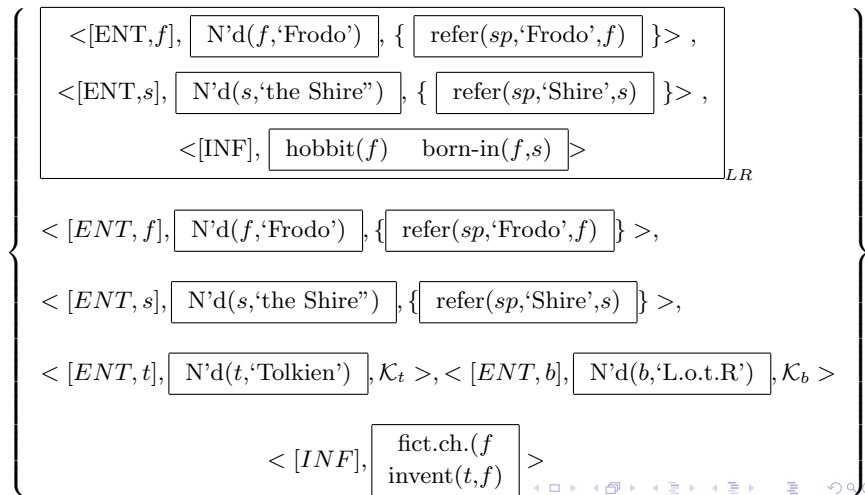 <[ENT,f], N'd(f,‘Frodo’) , { refer(sp,‘Frodo’,f) }> ,
<[ENT,s], N'd(s,‘the Shire”) , { refer(sp,‘Shire’,s) }> ,
<[INF], hobbit(f) born-in(f,s) >
LR
< [ENT, f], N'd(f,‘Frodo’) , { refer(sp,‘Frodo’,f) } >,
< [ENT, s], N'd(s,‘the Shire”) , { refer(sp,‘Shire’,s) } >,
< [ENT, t], N'd(t,‘Tolkien’) , 𝒦t >, < [ENT, b], N'd(b,‘L.o.t.R’) , 𝒦b >
< [INF], fict.ch.(f
invent(t,f) >